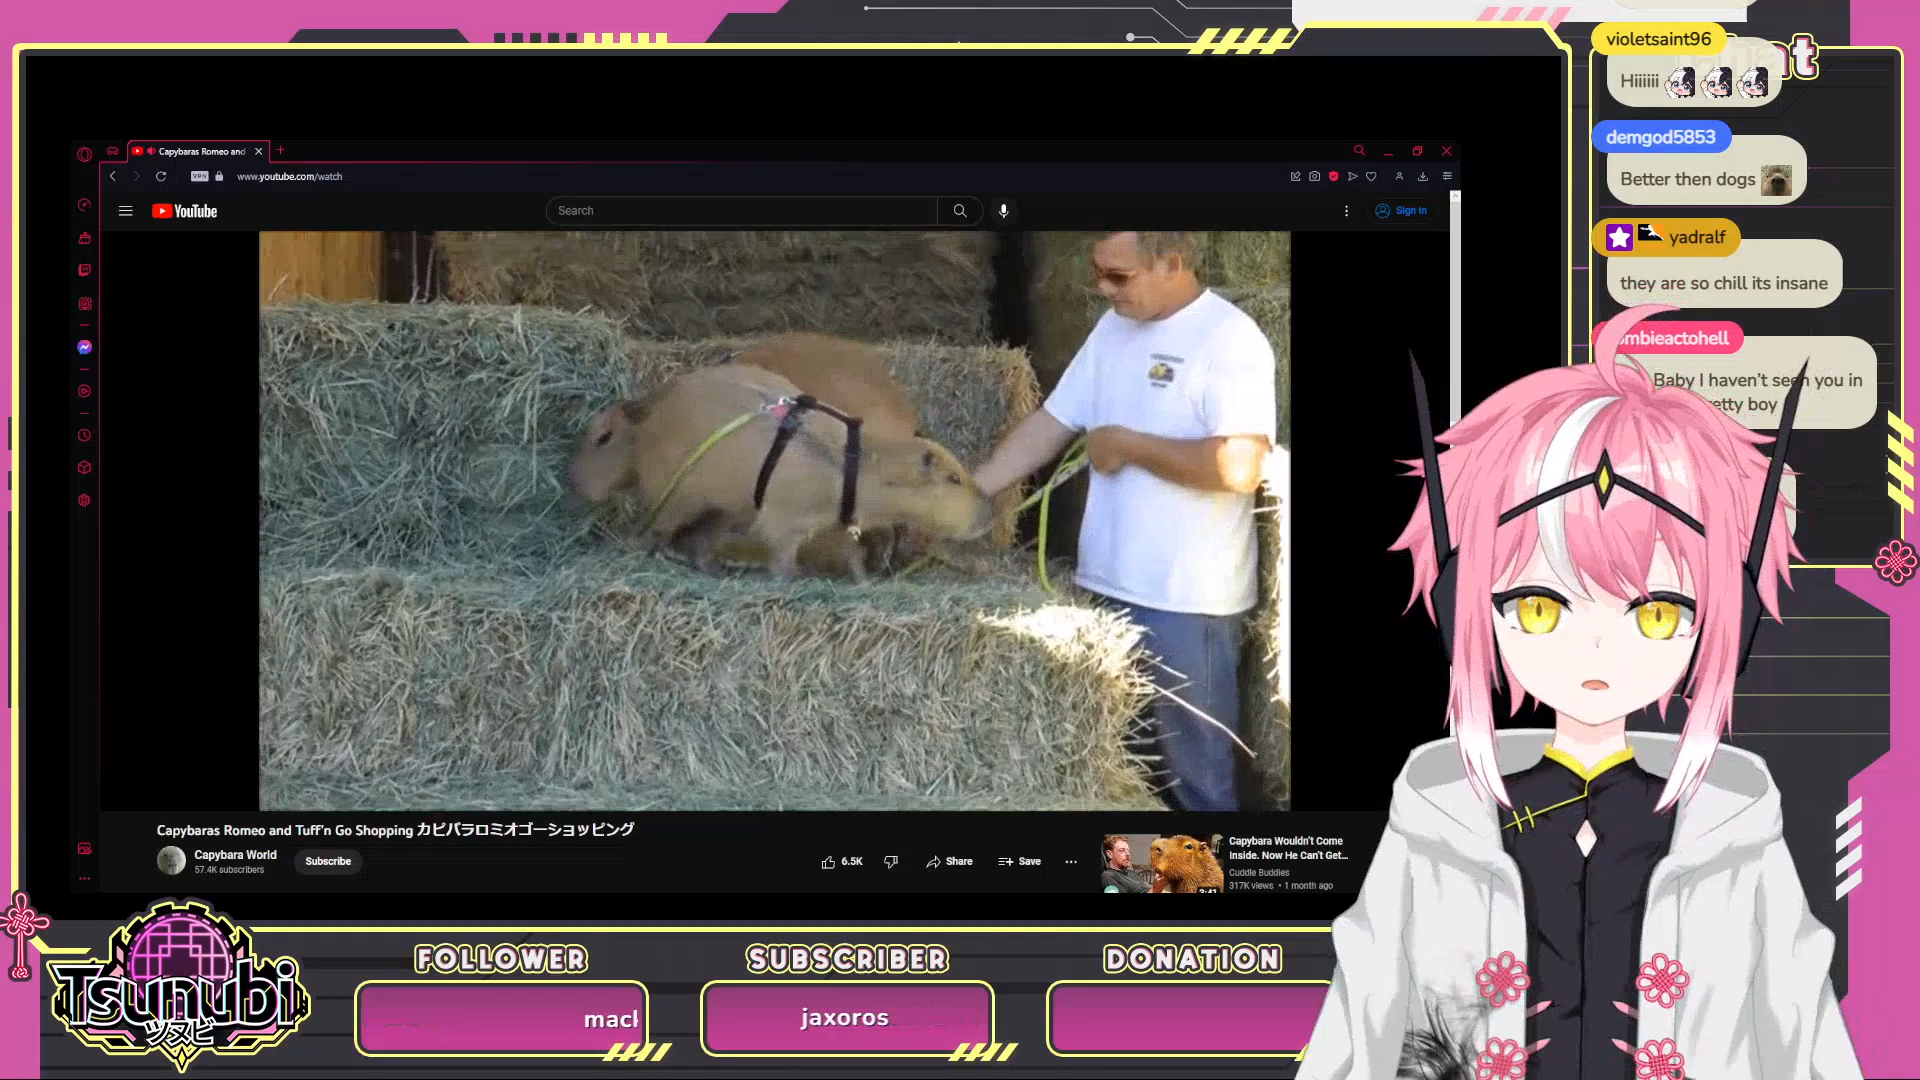 violetsaint96
Hiiiiii
demgod5853
Better then dogs
yadralf
they are so chill its insane
mbieactohell
Baby I haven't seen you in
etty boy
Capybaras Romeo and
VPN
www.youtube.com/watch
YouTube
Search
Sign in
Capybaras Romeo and Tuff'n Go Shopping カピバラロミオゴーショッピング
Capybara World
57.4K subscribers
Subscribe
6.5K
Share
Save
Capybara Wouldn't Come
Inside. Now He Can't Get...
Cuddle Buddies
317K views • 1 month ago
Tsunubi
ツヌビ
FOLLOWER
SUBSCRIBER
DONATION
jaxoros